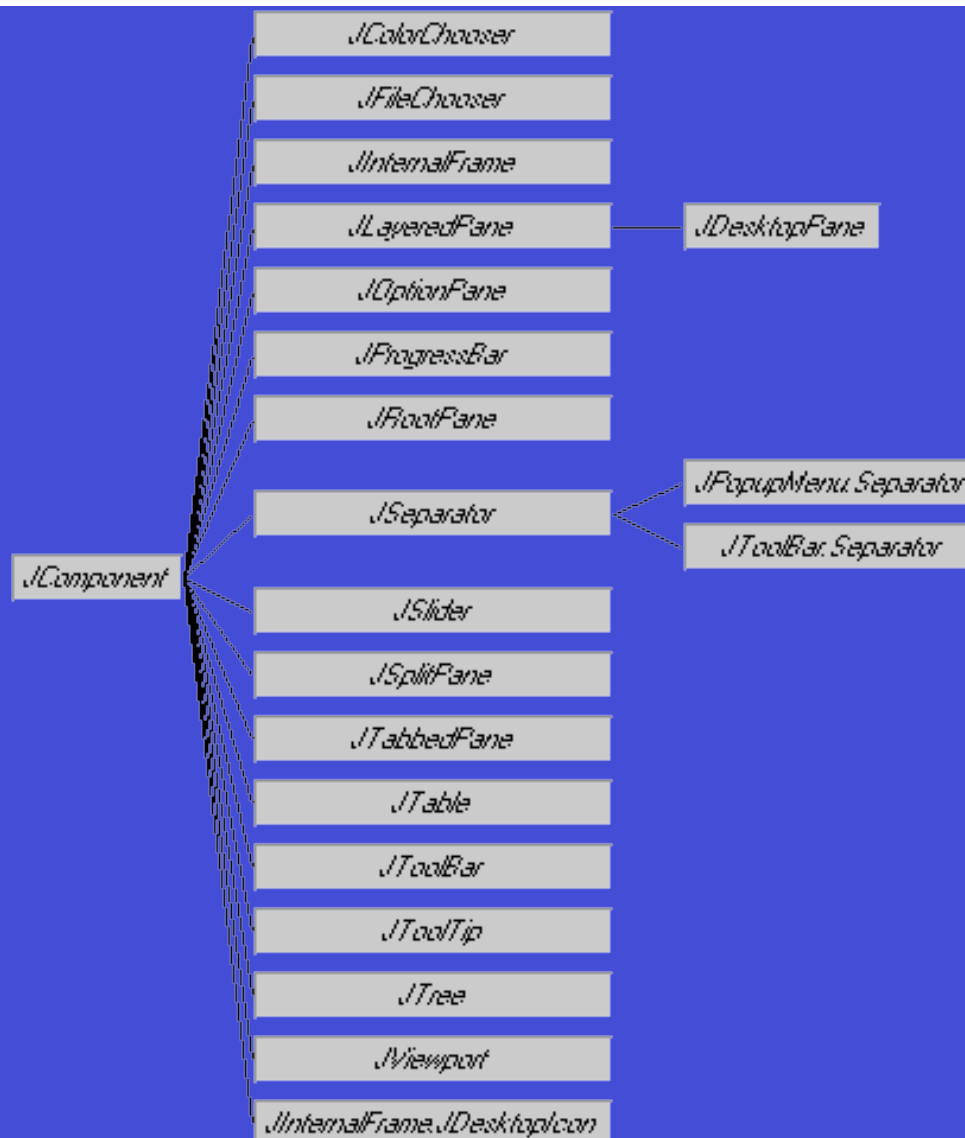 JColorChooser
JFileChooser
JInternalFrame
JLayeredPane
JDesktopPane
JOptionPane
JProgressBar
JRootPane
JPopupMenu.Separator
JSeparator
JToolBar.Separator
JComponent
JSlider
JSplitPane
JTabbedPane
JTable
JToolBar
JToolTip
JTree
JViewport
JInternalFrame.JDesktopIcon